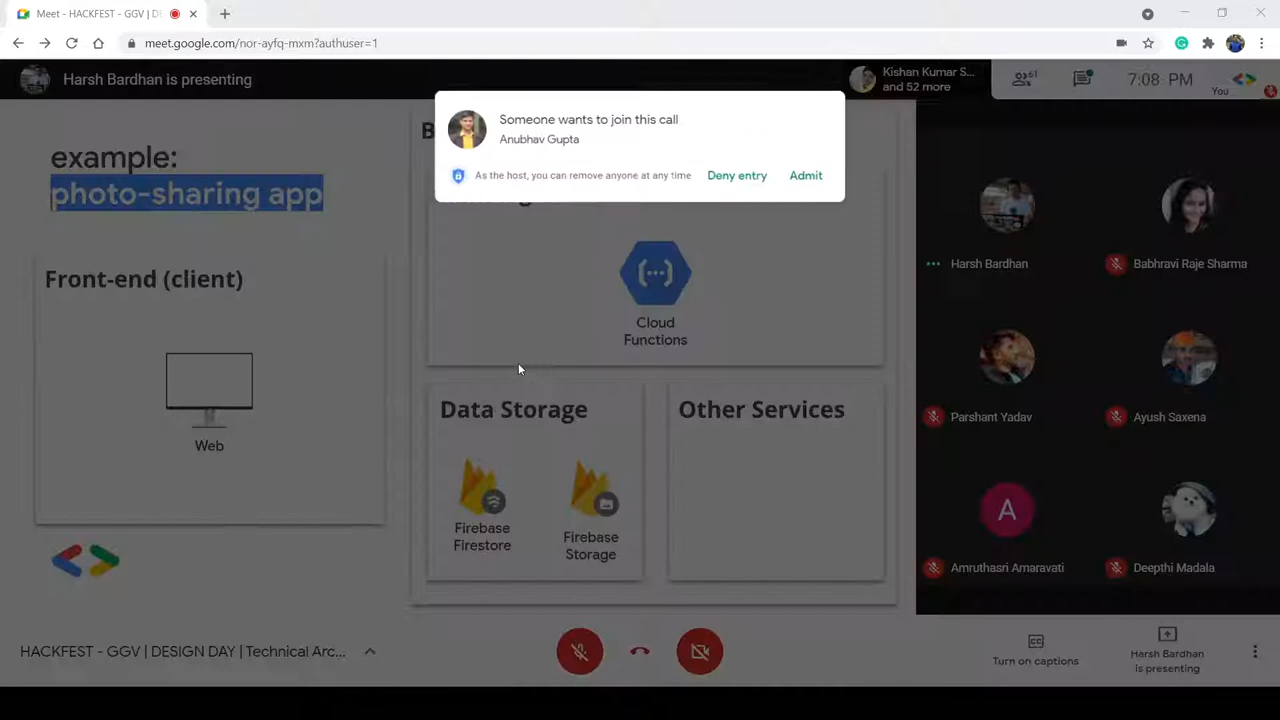 Meet - HACKFEST - GGV | DE
meet.google.com/nor-ayfq-mxm?authuser=1
Harsh Bardhan is presenting
Kishan Kumar S...
and 52 more
61
7:08 PM
You
Someone wants to join this call
Anubhav Gupta
As the host, you can remove anyone at any time
Deny entry
Admit
example:
photo-sharing app
B
Front-end (client)
Web
Cloud
Functions
Data Storage
Firebase
Firestore
Firebase
Storage
Other Services
Harsh Bardhan
Babhravi Raje Sharma
Parshant Yadav
Ayush Saxena
A
Amruthasri Amaravati
Deepthi Madala
HACKFEST - GGV | DESIGN DAY | Technical Arc...
CC
Turn on captions
Harsh Bardhan
is presenting